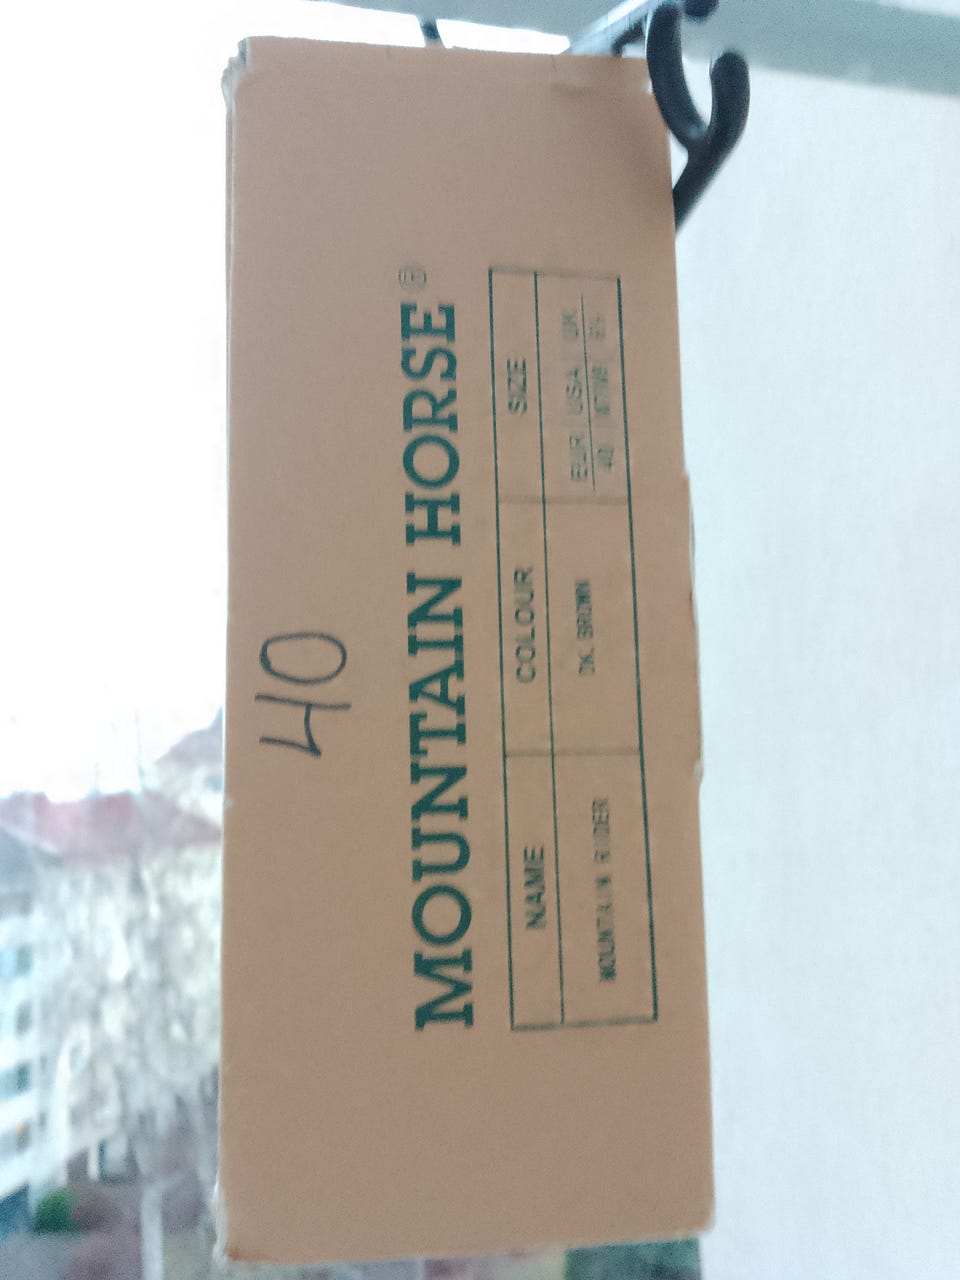 40
MOUNTAIN HORSE®
NAME COLOUR SIZE
MOUNTAIN RIDER DK. BROWN EUR USA UK
40